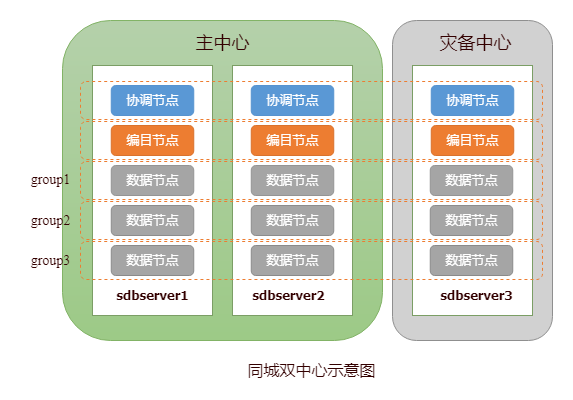 主中心
灾备中心
协调节点 协调节点 协调节点
编目节点 编目节点 编目节点
group1 数据节点 数据节点 数据节点
group2 数据节点 数据节点 数据节点
group3 数据节点 数据节点 数据节点
sdbserver1 sdbserver2 sdbserver3
同城双中心示意图